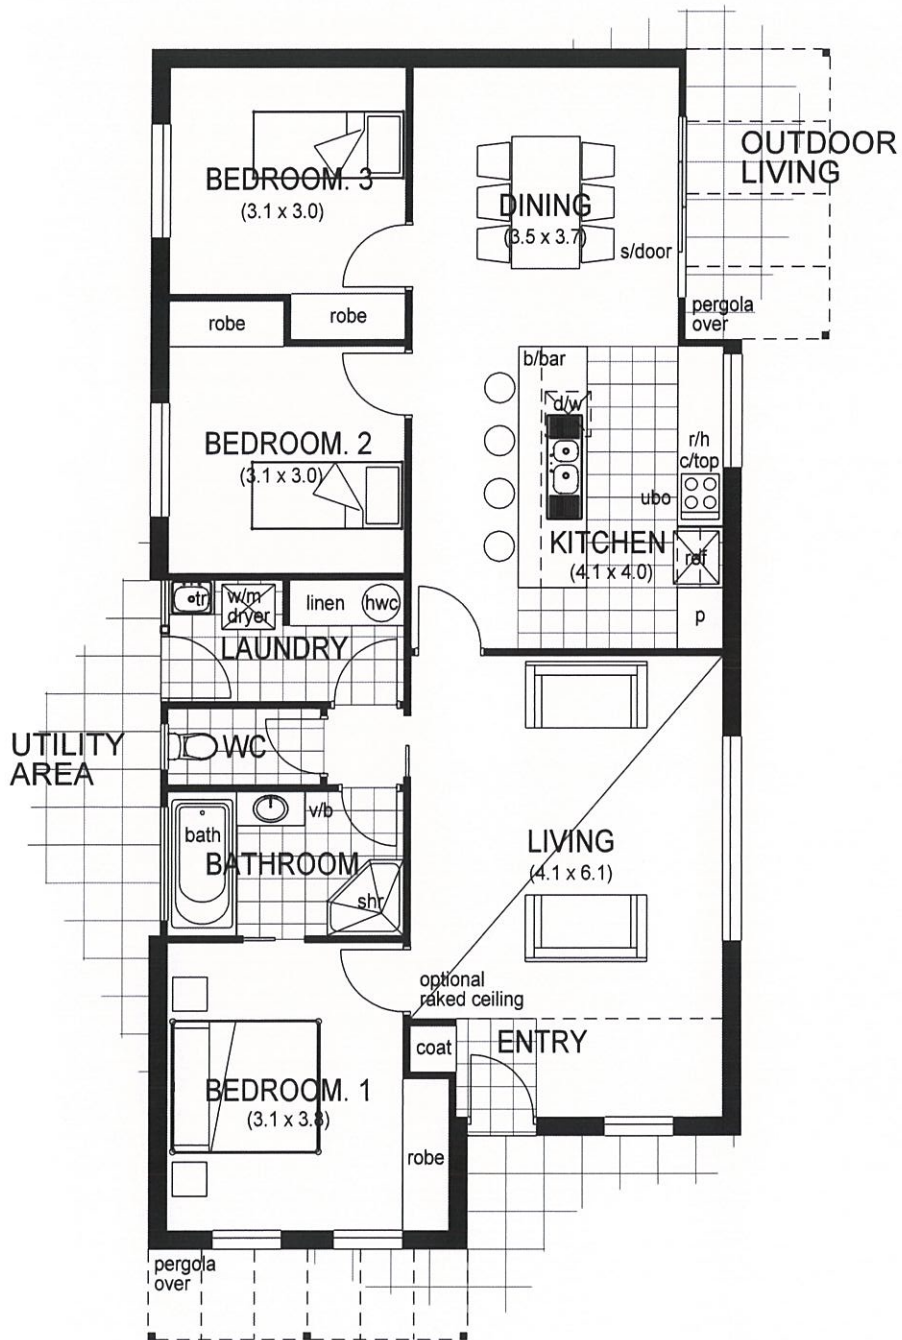 OUTDOOR
LIVING
BEDROOM. 3
(3.1 x 3.0)
DINING
(3.5 x 3.7)
s/door
pergola
over
robe
robe
b/bar
d/w
r/h
c/top
ubo
BEDROOM. 2
(3.1 x 3.0)
KITCHEN
(4.1 x 4.0)
ref
p
tr
w/m
dryer
linen
hwc
LAUNDRY
UTILITY
AREA
WC
v/b
bath
BATHROOM
shr
LIVING
(4.1 x 6.1)
optional
raked ceiling
coat
ENTRY
BEDROOM. 1
(3.1 x 3.8)
robe
pergola
over